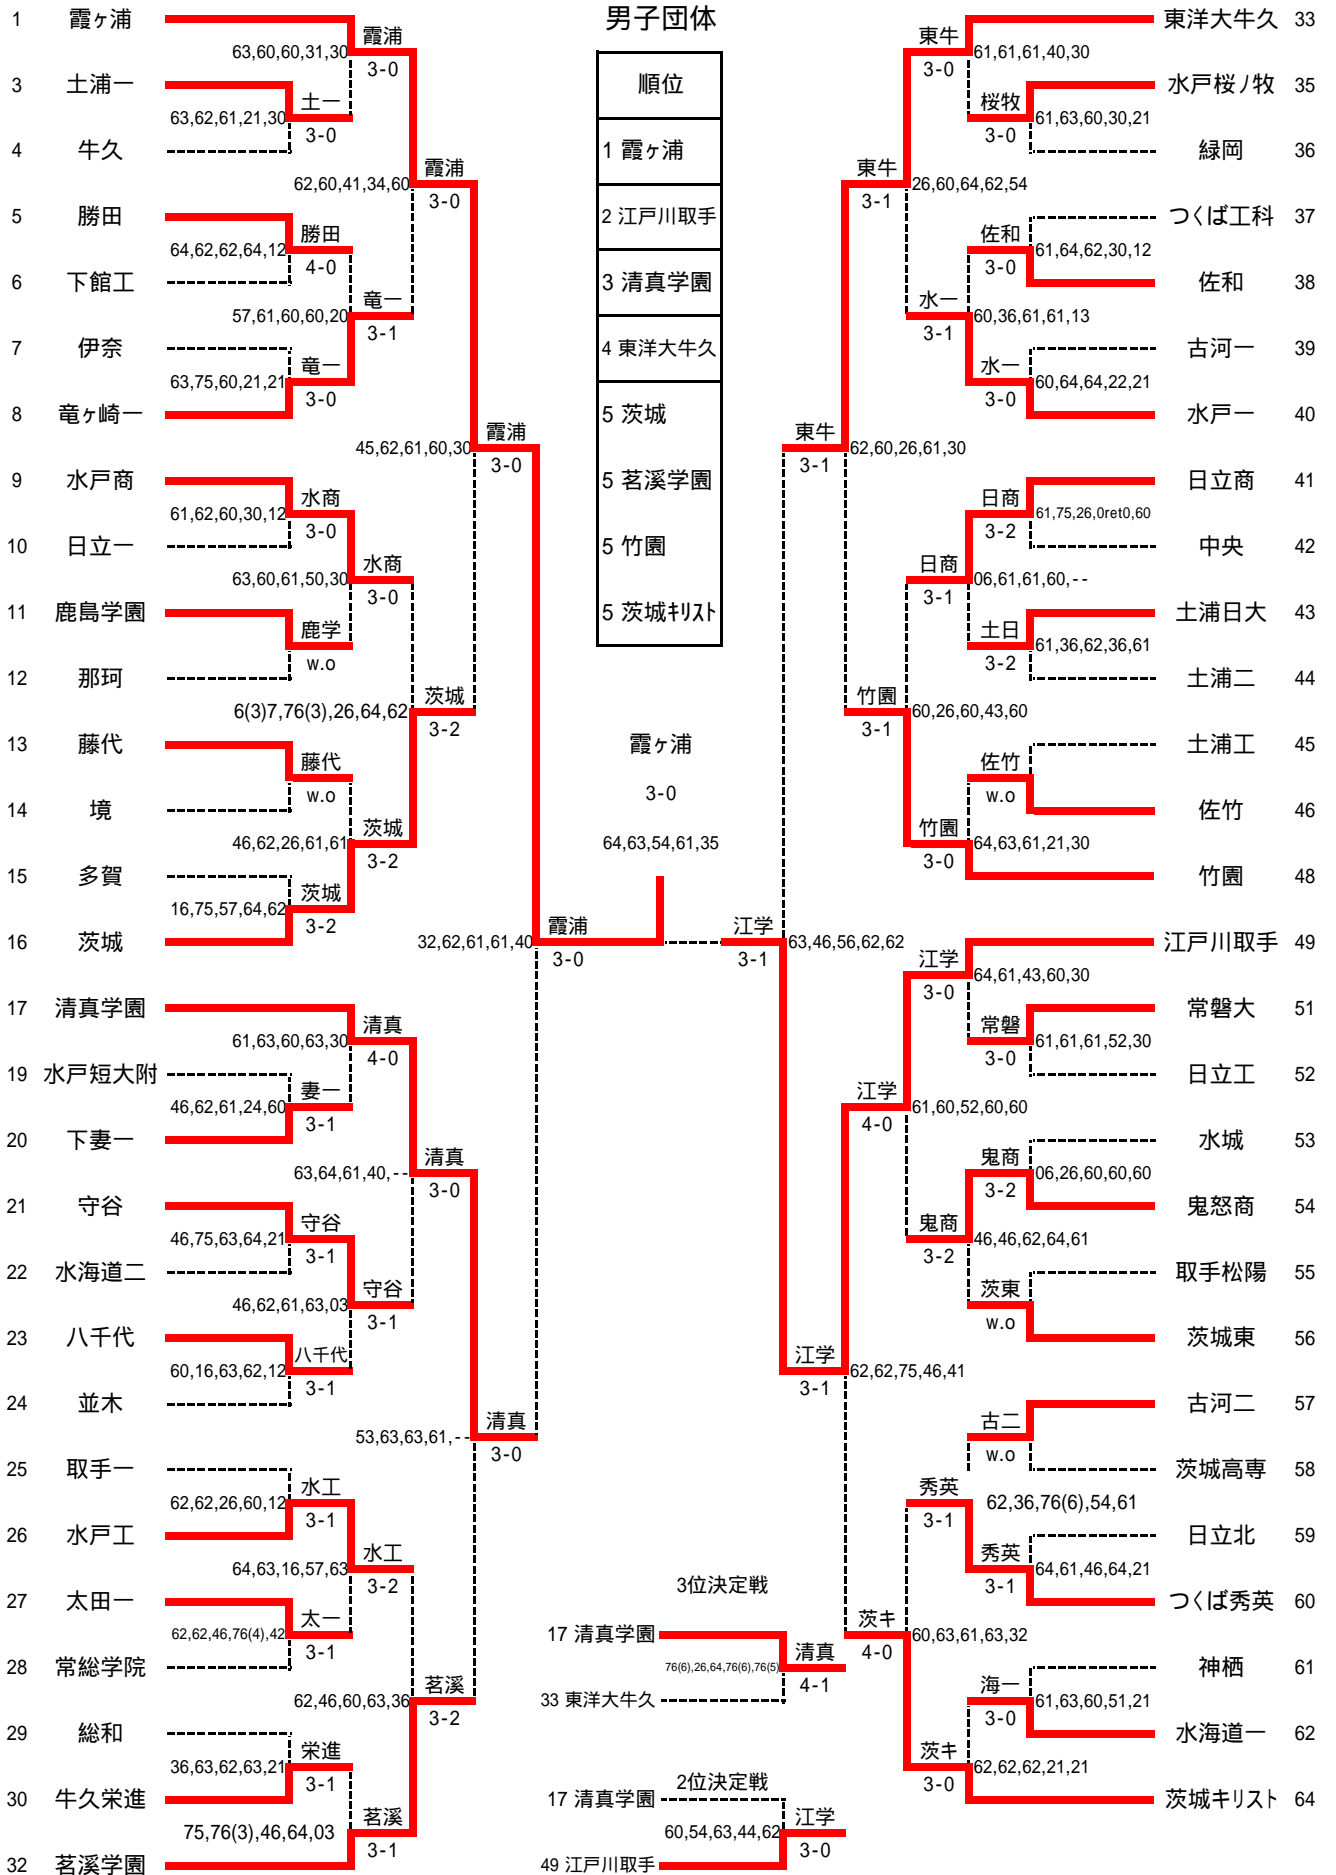 男子団体
順位
1 霞ヶ浦
2 江戸川取手
3 清真学園
4 東洋大牛久
5 茨城
5 茗溪学園
5 竹園
5 茨城キリスト
1 霞ヶ浦
霞浦
63,60,60,31,30
3-0
3 土浦一
土一
63,62,61,21,30
3-0
4 牛久
霞浦
62,60,41,34,60
3-0
5 勝田
勝田
64,62,62,64,12
4-0
6 下館工
竜一
57,61,60,60,20
3-1
7 伊奈
竜一
63,75,60,21,21
3-0
8 竜ヶ崎一
霞浦
45,62,61,60,30
3-0
9 水戸商
水商
61,62,60,30,12
3-0
10 日立一
水商
63,60,61,50,30
3-0
11 鹿島学園
鹿学
w.o
12 那珂
茨城
6(3)7,76(3),26,64,62
3-2
13 藤代
藤代
w.o
14 境
茨城
46,62,26,61,61
3-2
15 多賀
茨城
16,75,57,64,62
3-2
16 茨城
霞浦
32,62,61,61,40
3-0
17 清真学園
清真
61,63,60,63,30
4-0
19 水戸短大附
妻一
46,62,61,24,60
3-1
20 下妻一
清真
63,64,61,40,--
3-0
21 守谷
守谷
46,75,63,64,21
3-1
22 水海道二
守谷
46,62,61,63,03
3-1
23 八千代
八千代
60,16,63,62,12
3-1
24 並木
清真
53,63,63,61,--
3-0
25 取手一
水工
62,62,26,60,12
3-1
26 水戸工
水工
64,63,16,57,63
3-2
27 太田一
太一
62,62,46,76(4),42
3-1
28 常総学院
茗溪
62,46,60,63,36
3-2
29 総和
栄進
36,63,62,63,21
3-1
30 牛久栄進
茗溪
75,76(3),46,64,03
3-1
32 茗溪学園
霞ヶ浦
3-0
64,63,54,61,35
東洋大牛久 33
東牛
61,61,61,40,30
3-0
水戸桜ノ牧 35
桜牧
61,63,60,30,21
3-0
緑岡 36
東牛
26,60,64,62,54
3-1
つくば工科 37
佐和
61,64,62,30,12
3-0
佐和 38
水一
60,36,61,61,13
3-1
古河一 39
水一
60,64,64,22,21
3-0
水戸一 40
東牛
62,60,26,61,30
3-1
日立商 41
日商
61,75,26,0ret0,60
3-2
中央 42
日商
06,61,61,60,--
3-1
土浦日大 43
土日
61,36,62,36,61
3-2
土浦二 44
竹園
60,26,60,43,60
3-1
土浦工 45
佐竹
w.o
佐竹 46
竹園
64,63,61,21,30
3-0
竹園 48
江学
63,46,56,62,62
3-1
江戸川取手 49
江学
64,61,43,60,30
3-0
常磐大 51
常磐
61,61,61,52,30
3-0
日立工 52
江学
61,60,52,60,60
4-0
水城 53
鬼商
06,26,60,60,60
3-2
鬼怒商 54
鬼商
46,46,62,64,61
3-2
取手松陽 55
茨東
w.o
茨城東 56
江学
62,62,75,46,41
3-1
古河二 57
古二
w.o
茨城高専 58
秀英
62,36,76(6),54,61
3-1
日立北 59
秀英
64,61,46,64,21
3-1
つくば秀英 60
茨キ
60,63,61,63,32
4-0
神栖 61
海一
61,63,60,51,21
3-0
水海道一 62
茨キ
62,62,62,21,21
3-0
茨城キリスト 64
3位決定戦
17 清真学園
清真
76(6),26,64,76(6),76(5)
4-1
33 東洋大牛久
2位決定戦
17 清真学園
江学
60,54,63,44,62
3-0
49 江戸川取手